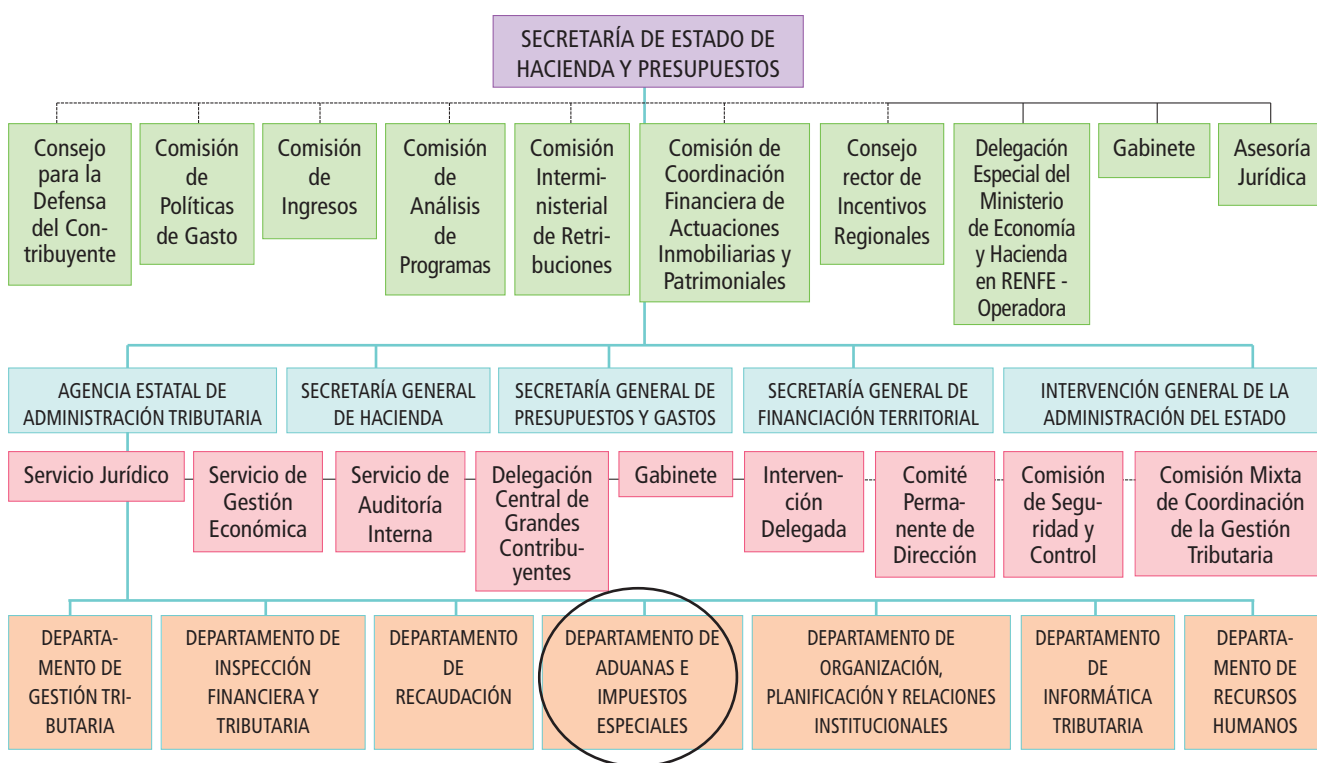 SECRETARÍA DE ESTADO DE
HACIENDA Y PRESUPUESTOS
Consejo
para la
Defensa
del Con-
tribuyente
Comisión
de
Políticas
de Gasto
Comisión
de
Ingresos
Comisión
de
Análisis
de
Programas
Comisión
Intermi-
nisterial
de Retri-
buciones
Comisión de
Coordinación
Financiera de
Actuaciones
Inmobiliarias y
Patrimoniales
Consejo
rector de
Incentivos
Regionales
Delegación
Especial del
Ministerio
de Economía
y Hacienda
en RENFE -
Operadora
Gabinete
Asesoría
Jurídica
AGENCIA ESTATAL DE
ADMINISTRACIÓN TRIBUTARIA
SECRETARÍA GENERAL
DE HACIENDA
SECRETARÍA GENERAL DE
PRESUPUESTOS Y GASTOS
SECRETARÍA GENERAL DE
FINANCIACIÓN TERRITORIAL
INTERVENCIÓN GENERAL DE LA
ADMINISTRACIÓN DEL ESTADO
Servicio Jurídico
Servicio de
Gestión
Económica
Servicio de
Auditoría
Interna
Delegación
Central de
Grandes
Contribu-
yentes
Gabinete
Interven-
ción
Delegada
Comité
Perma-
nente de
Dirección
Comisión
de Segu-
ridad y
Control
Comisión Mixta
de Coordinación
de la Gestión
Tributaria
DEPARTA-
MENTO DE
GESTIÓN TRI-
BUTARIA
DEPARTAMENTO DE
INSPECCIÓN
FINANCIERA Y
TRIBUTARIA
DEPARTAMENTO
DE
RECAUDACIÓN
DEPARTAMENTO DE
ADUANAS E
IMPUESTOS
ESPECIALES
DEPARTAMENTO DE
ORGANIZACIÓN,
PLANIFICACIÓN Y RELACIONES
INSTITUCIONALES
DEPARTAMENTO
DE
INFORMÁTICA
TRIBUTARIA
DEPARTA-
MENTO DE
RECURSOS
HUMANOS